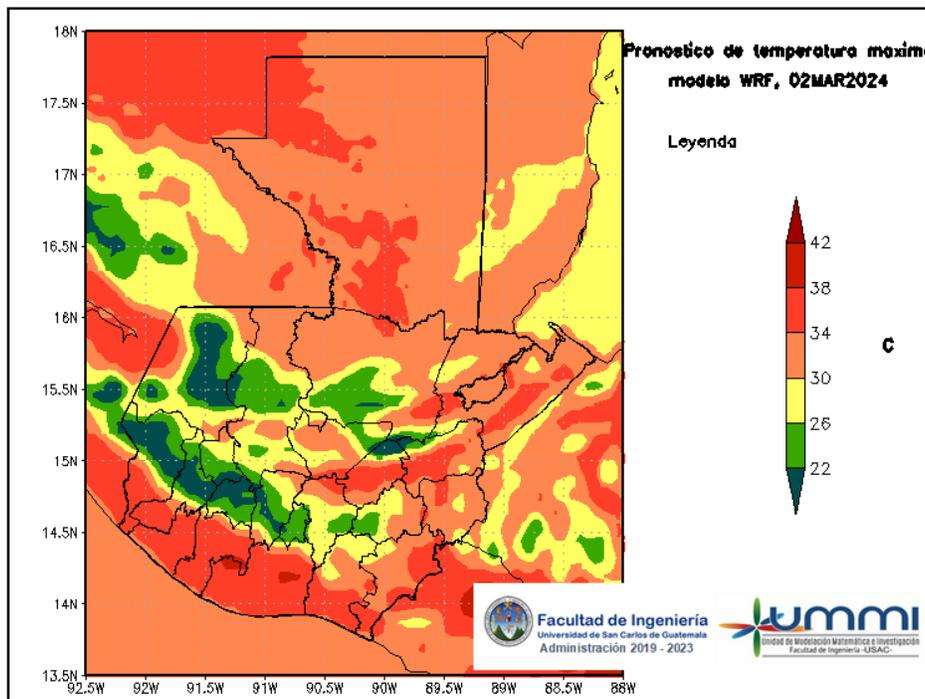 Pronostico de temperatura maxima
modelo WRF, 02MAR2024
Leyenda
42
38
34
30
26
22
C
18N
17.5N
17N
16.5N
16N
15.5N
15N
14.5N
14N
13.5N
92.5W
92W
91.5W
91W
90.5W
90W
89.5W
89W
88.5W
88W
Facultad de Ingeniería
Universidad de San Carlos de Guatemala
Administración 2019 - 2023
ummi
Unidad de Modelación Matemática e Investigación
Facultad de Ingeniería -USAC-